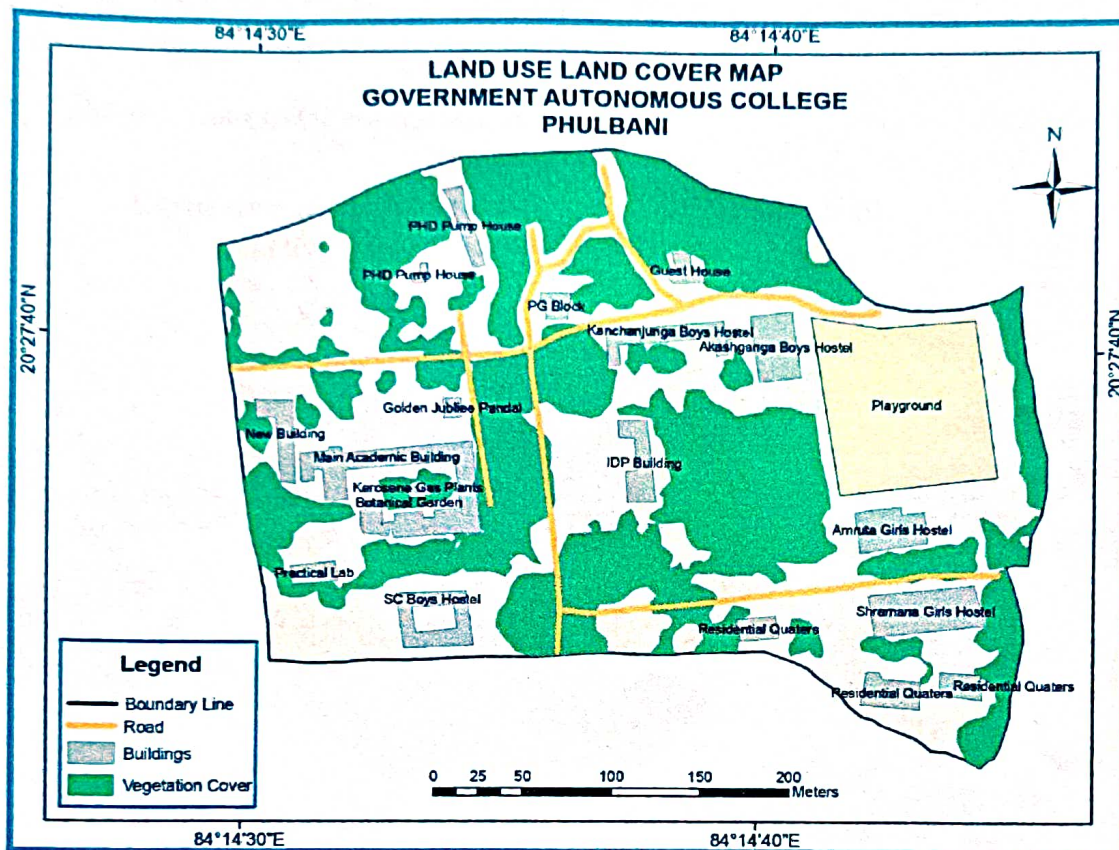 84°14'30"E
84°14'40"E
LAND USE LAND COVER MAP
GOVERNMENT AUTONOMOUS COLLEGE
PHULBANI
N
PHD Pump House
PHD Pump House
Guest House
PG Block
20°27'40"N
20°27'40"N
Kanchanjunga Boys Hostel
Akashganga Boys Hostel
Playground
Golden Jubilee Pandal
New Building
Main Academic Building
IDP Building
Kerosene Gas Plants
Botanical Garden
Amruta Girls Hostel
Practical Lab
SC Boys Hostel
Shramana Girls Hostel
Residential Quaters
Residential Quaters
Residential Quaters
Legend
Boundary Line
Road
Buildings
Vegetation Cover
0 25 50 100 150 200
Meters
84°14'30"E
84°14'40"E